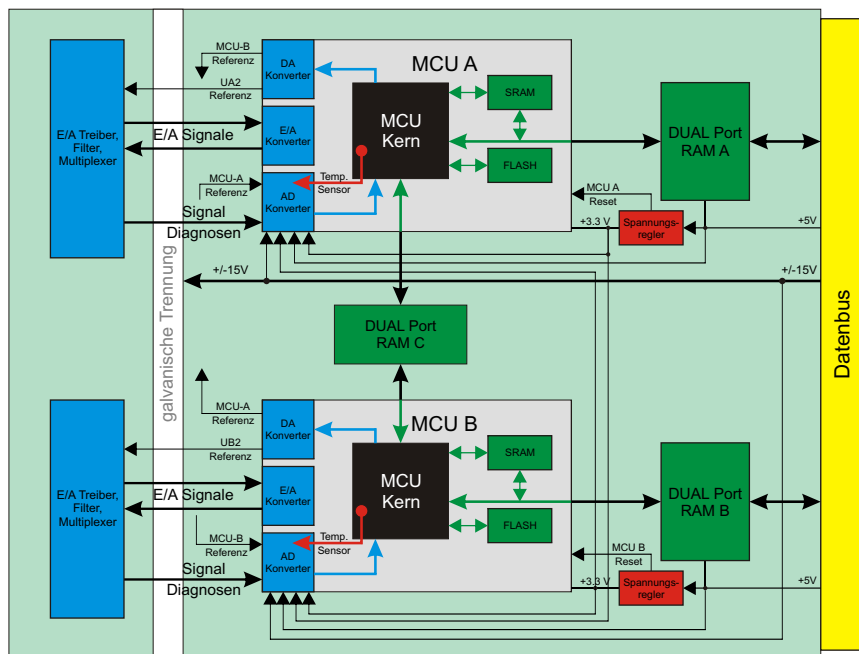 MCU-B
Referenz
UA2
Referenz
DA
Konverter
MCU A
E/A Treiber,
Filter,
Multiplexer
E/A Signale
E/A
Konverter
MCU
Kern
SRAM
FLASH
DUAL Port
RAM A
MCU-A
Referenz
AD
Konverter
Temp.
Sensor
Signal
Diagnosen
MCU A
Reset
+3.3 V
Spannungs-
regler
+5V
+/-15V
+/-15V
galvanische Trennung
Datenbus
DUAL Port
RAM C
MCU-A
Referenz
UB2
Referenz
DA
Konverter
MCU B
E/A Treiber,
Filter,
Multiplexer
E/A Signale
E/A
Konverter
MCU
Kern
SRAM
FLASH
DUAL Port
RAM B
MCU-B
Referenz
AD
Konverter
Temp.
Sensor
Signal
Diagnosen
MCU B
Reset
+3.3 V
Spannungs-
regler
+5V